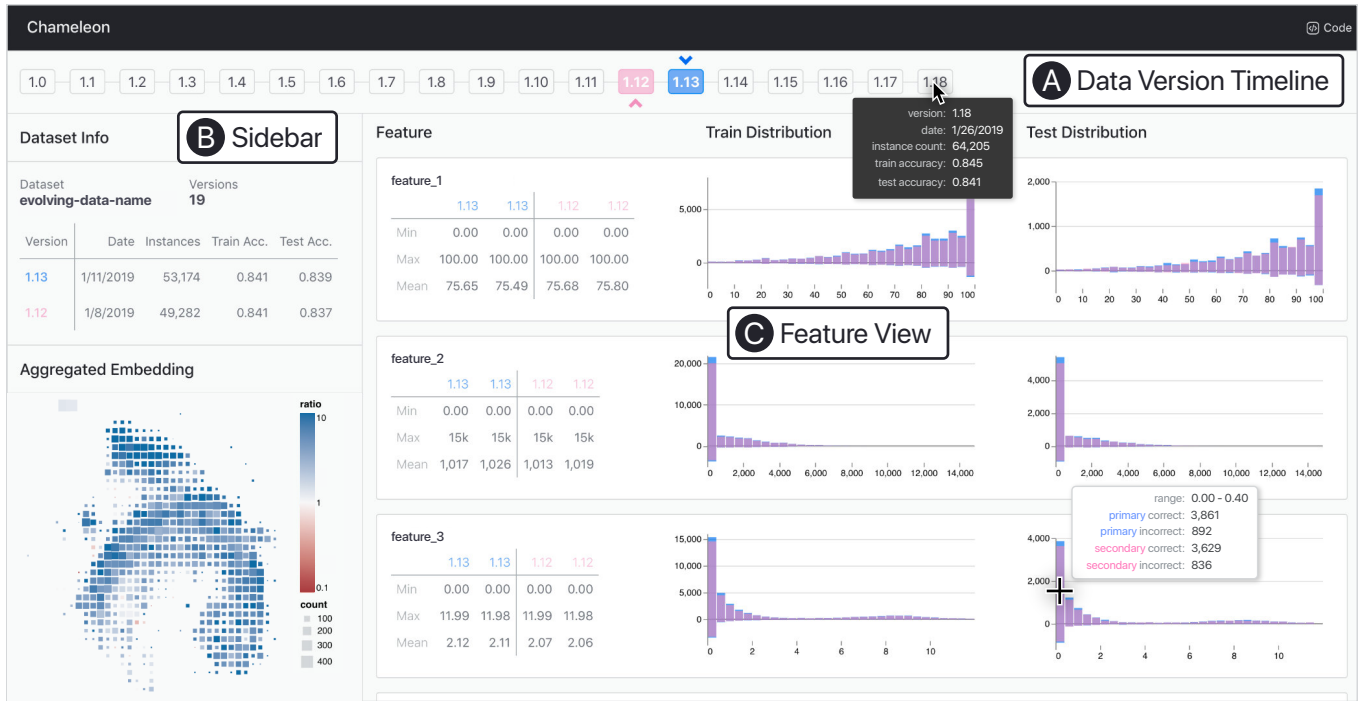 Chameleon
Code
1.0 1.1 1.2 1.3 1.4 1.5 1.6 1.7 1.8 1.9 1.10 1.11 1.12 1.13 1.14 1.15 1.16 1.17 1.18
A Data Version Timeline
version: 1.18
date: 1/26/2019
instance count: 64,205
train accuracy: 0.845
test accuracy: 0.841
Dataset Info
B Sidebar
Dataset Versions
evolving-data-name 19
Version Date Instances Train Acc. Test Acc.
1.13 1/11/2019 53,174 0.841 0.839
1.12 1/8/2019 49,282 0.841 0.837
Aggregated Embedding
ratio
10
1
0.1
count
100
200
300
400
Feature Train Distribution Test Distribution
feature_1
1.13 1.13 1.12 1.12
Min 0.00 0.00 0.00 0.00
Max 100.00 100.00 100.00 100.00
Mean 75.65 75.49 75.68 75.80
5,000
0
0 10 20 30 40 50 60 70 80 90 100
2,000
1,000
0
0 10 20 30 40 50 60 70 80 90 100
C Feature View
feature_2
1.13 1.13 1.12 1.12
Min 0.00 0.00 0.00 0.00
Max 15k 15k 15k 15k
Mean 1,017 1,026 1,013 1,019
20,000
10,000
0
0 2,000 4,000 6,000 8,000 10,000 12,000 14,000
4,000
2,000
0
0 2,000 4,000 6,000 8,000 10,000 12,000 14,000
feature_3
1.13 1.13 1.12 1.12
Min 0.00 0.00 0.00 0.00
Max 11.99 11.98 11.99 11.98
Mean 2.12 2.11 2.07 2.06
15,000
10,000
5,000
0
0 2 4 6 8 10
4,000
2,000
0
0 2 4 6 8 10
range: 0.00 - 0.40
primary correct: 3,861
primary incorrect: 892
secondary correct: 3,629
secondary incorrect: 836